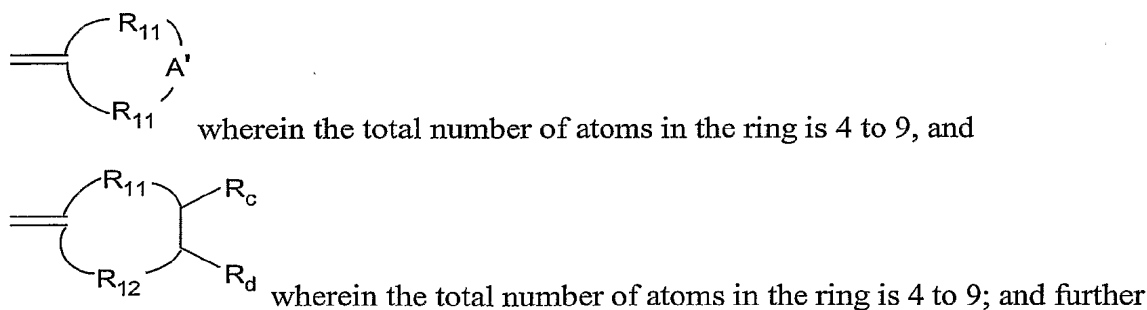 R11
A'
R11 wherein the total number of atoms in the ring is 4 to 9, and
R11 Rc
R12 Rd wherein the total number of atoms in the ring is 4 to 9; and further